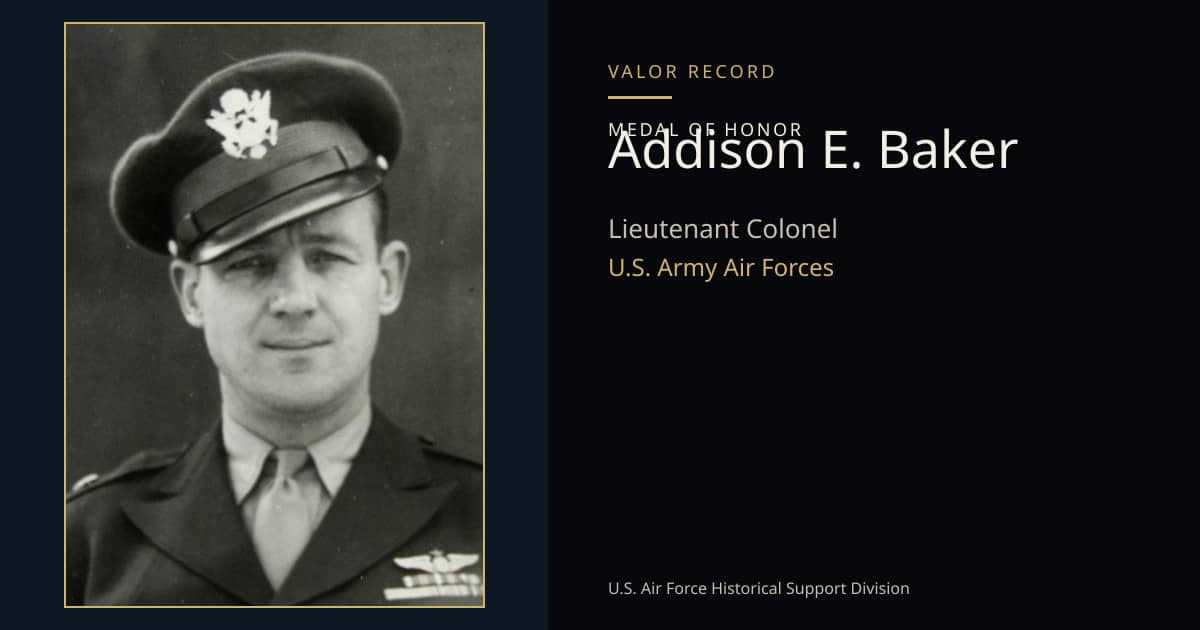 VALOR RECORD
MEDAL OF HONOR
Addison E. Baker
Lieutenant Colonel
U.S. Army Air Forces
U.S. Air Force Historical Support Division